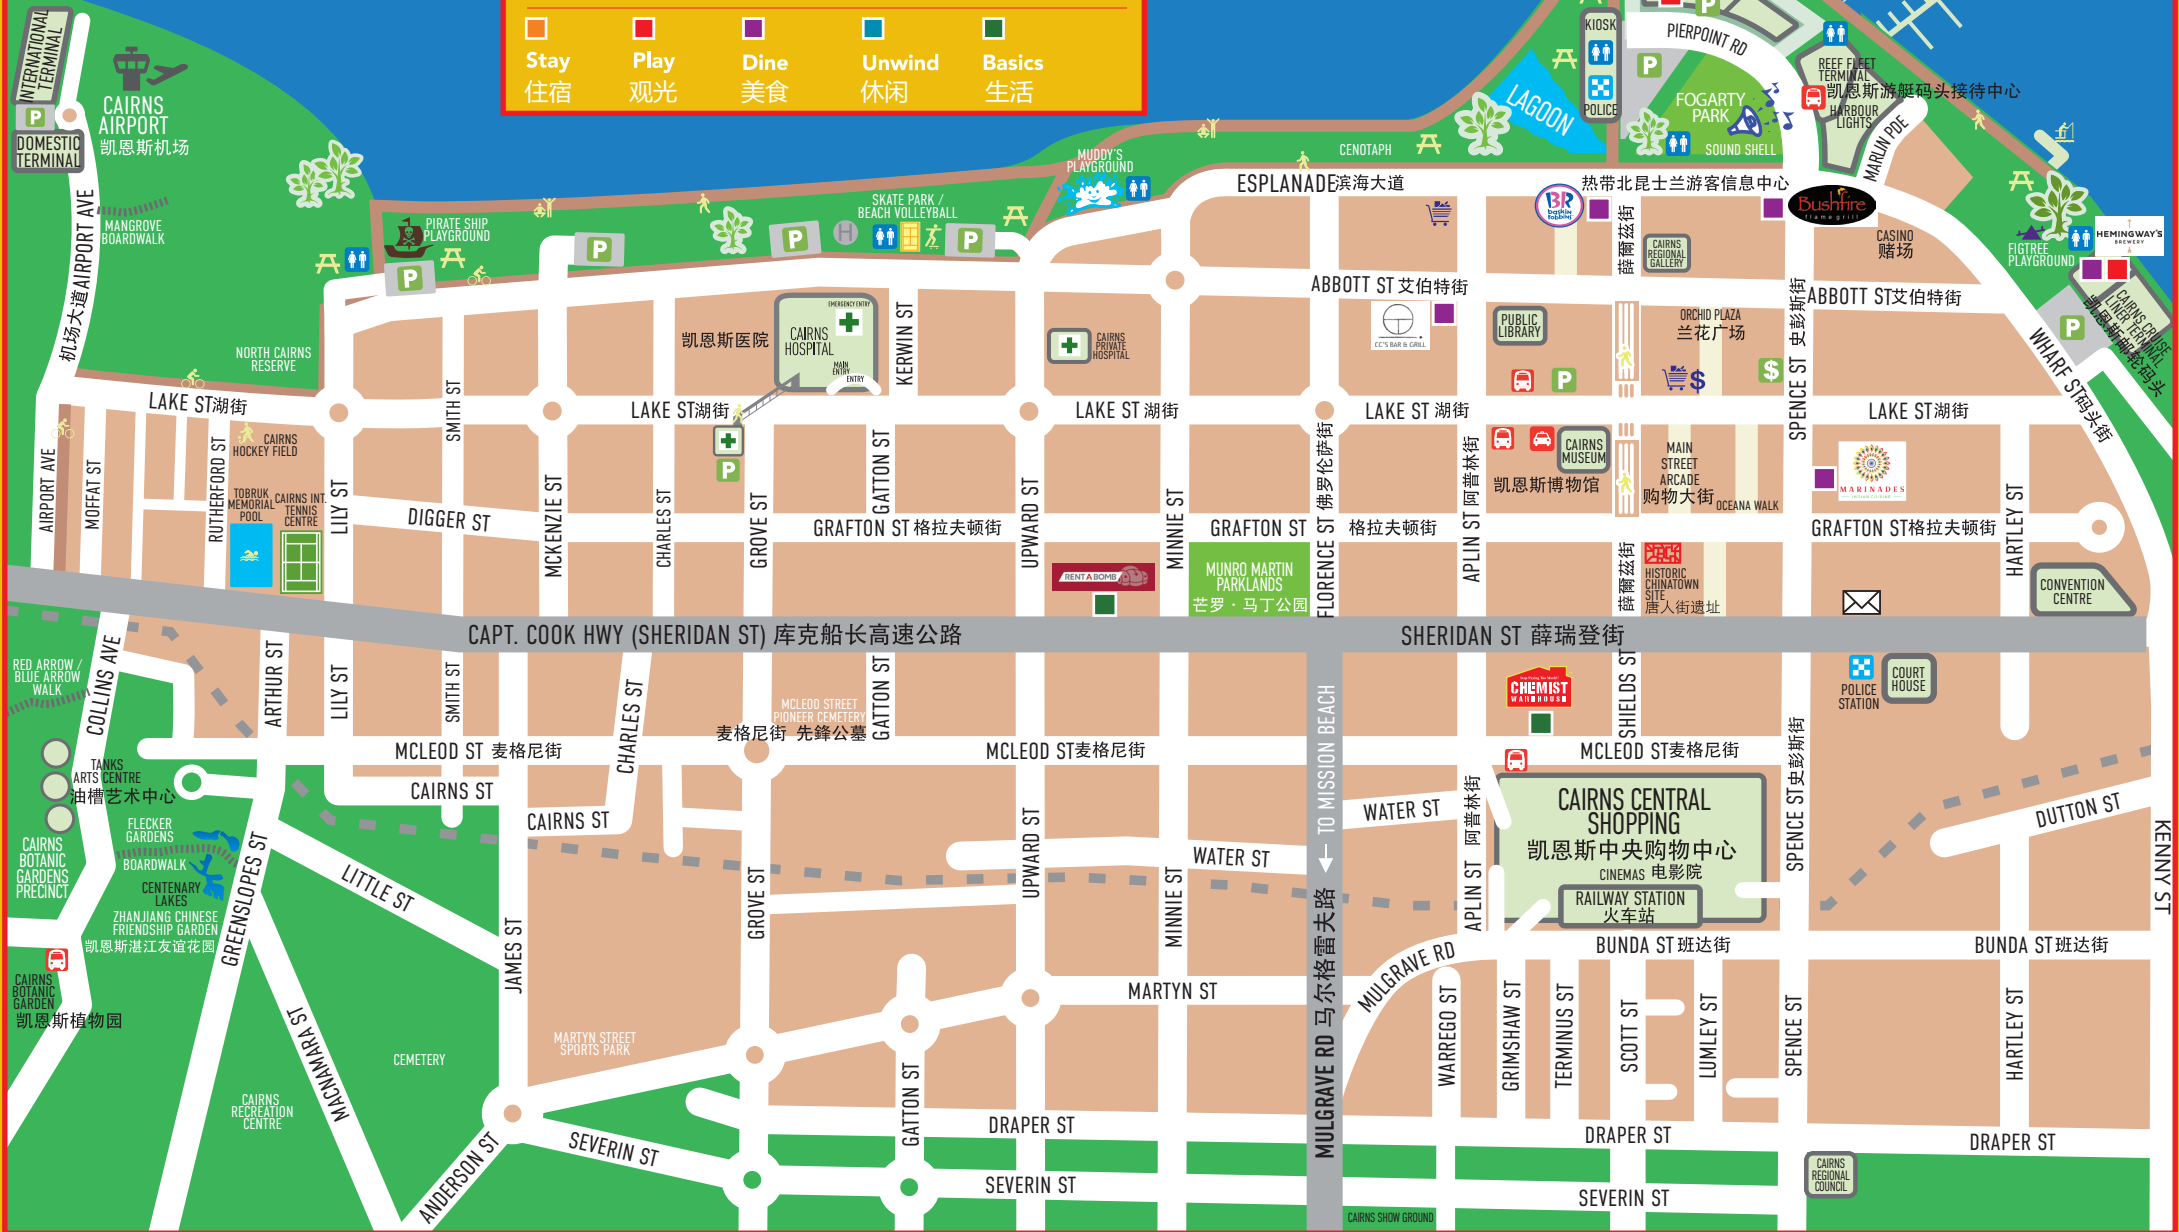 Stay
住宿
Play
观光
Dine
美食
Unwind
休闲
Basics
生活
INTERNATIONAL
TERMINAL
P
DOMESTIC
TERMINAL
CAIRNS
AIRPORT
凯恩斯机场
机场大道AIRPORT AVE
MANGROVE
BOARDWALK
NORTH CAIRNS
RESERVE
PIRATE SHIP
PLAYGROUND
P
P
SKATE PARK /
BEACH VOLLEYBALL
P
H
P
MUDDY'S
PLAYGROUND
CENOTAPH
LAGOON
KIOSK
POLICE
P
PIERPOINT RD
P
FOGARTY
PARK
SOUND SHELL
REEF FLEET
TERMINAL
凯恩斯游艇码头接待中心
HARBOUR
LIGHTS
MARLIN PDE
ESPLANADE滨海大道
BR
baskin
robbins
热带北昆士兰游客信息中心
Bushfire
flame grill
CASINO
赌场
FIGTREE
PLAYGROUND
HEMINGWAY'S
BREWERY
CAIRNS CRUISE
LINER TERMINAL
凯恩斯邮轮码头
P
WHARF ST码头街
薛爾茲街
CAIRNS
REGIONAL
GALLERY
ABBOTT ST 艾伯特街
ABBOTT ST艾伯特街
CC'S BAR & GRILL
PUBLIC
LIBRARY
ORCHID PLAZA
兰花广场
SPENCE ST 史彭斯街
P
$
$
凯恩斯医院
EMERGENCY ENTRY
CAIRNS
HOSPITAL
MAIN
ENTRY
ENTRY
KERWIN ST
CAIRNS
PRIVATE
HOSPITAL
LAKE ST湖街
SMITH ST
LAKE ST湖街
LAKE ST 湖街
LAKE ST 湖街
LAKE ST湖街
CAIRNS
HOCKEY FIELD
AIRPORT AVE
MOFFAT ST
RUTHERFORD ST
TOBRUK
MEMORIAL
POOL
CAIRNS INT.
TENNIS
CENTRE
LILY ST
DIGGER ST
MCKENZIE ST
CHARLES ST
P
GROVE ST
GATTON ST
GRAFTON ST 格拉夫顿街
UPWARD ST
MINNIE ST
GRAFTON ST
FLORENCE ST 佛罗伦萨街
格拉夫顿街
APLIN ST 阿普林街
CAIRNS
MUSEUM
凯恩斯博物馆
MAIN
STREET
ARCADE
购物大街
OCEANA WALK
MARINADES
INDIAN CUISINE
GRAFTON ST格拉夫顿街
HARTLEY ST
RENT A BOMB
MUNRO MARTIN
PARKLANDS
芒罗·马丁公园
薛爾茲街
HISTORIC
CHINATOWN
SITE
唐人街遗址
CONVENTION
CENTRE
CAPT. COOK HWY (SHERIDAN ST) 库克船长高速公路
SHERIDAN ST 薛瑞登街
RED ARROW /
BLUE ARROW
WALK
COLLINS AVE
ARTHUR ST
LILY ST
SMITH ST
CHARLES ST
MCLEOD STREET
PIONEER CEMETERY
麦格尼街 先鋒公墓
GATTON ST
MCLEOD ST 麦格尼街
MCLEOD ST麦格尼街
TO MISSION BEACH
CHEMIST
WAREHOUSE
SHIELDS ST
MCLEOD ST麦格尼街
POLICE
STATION
COURT
HOUSE
TANKS
ARTS CENTRE
油槽艺术中心
CAIRNS ST
CAIRNS ST
FLECKER
GARDENS
BOARDWALK
CENTENARY
LAKES
CAIRNS
BOTANIC
GARDENS
PRECINCT
ZHANJIANG CHINESE
FRIENDSHIP GARDEN
凯恩斯湛江友谊花园
GREENSLOPES ST
LITTLE ST
JAMES ST
GROVE ST
UPWARD ST
MINNIE ST
WATER ST
WATER ST
APLIN ST 阿普林街
CAIRNS CENTRAL
SHOPPING
凯恩斯中央购物中心
CINEMAS 电影院
RAILWAY STATION
火车站
SPENCE ST史彭斯街
DUTTON ST
KENNY ST
BUNDA ST 班达街
BUNDA ST班达街
CAIRNS
BOTANIC
GARDEN
凯恩斯植物园
MACNAMARA ST
CEMETERY
CAIRNS
RECREATION
CENTRE
MARTYN STREET
SPORTS PARK
MARTYN ST
MULGRAVE RD
MULGRAVE RD 马尔格雷夫路
WARREGO ST
GRIMSHAW ST
TERMINUS ST
SCOTT ST
LUMLEY ST
SPENCE ST
HARTLEY ST
GATTON ST
DRAPER ST
DRAPER ST
DRAPER ST
ANDERSON ST
SEVERIN ST
SEVERIN ST
SEVERIN ST
CAIRNS
REGIONAL
COUNCIL
CAIRNS SHOW GROUND